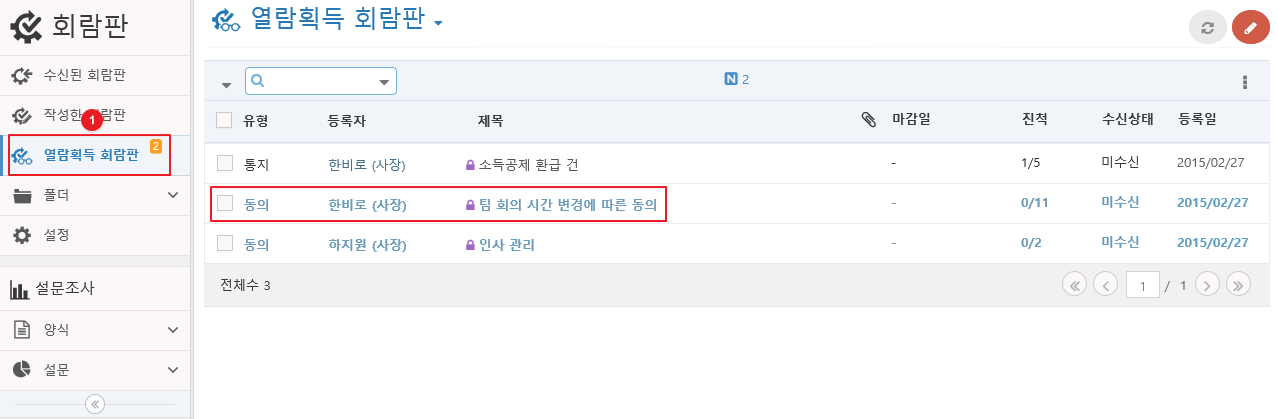 회람판
수신된 회람판
작성한 회람판
1
열람획득 회람판 2
폴더
설정
설문조사
양식
설문
열람획득 회람판
N 2
유형 등록자 제목 마감일 진척 수신상태 등록일
통지 한비로 (사장) 소득공제 환급 건 - 1/5 미수신 2015/02/27
동의 한비로 (사장) 팀 회의 시간 변경에 따른 동의 - 0/11 미수신 2015/02/27
동의 하지원 (사장) 인사 관리 - 0/2 미수신 2015/02/27
전체수 3 1 / 1